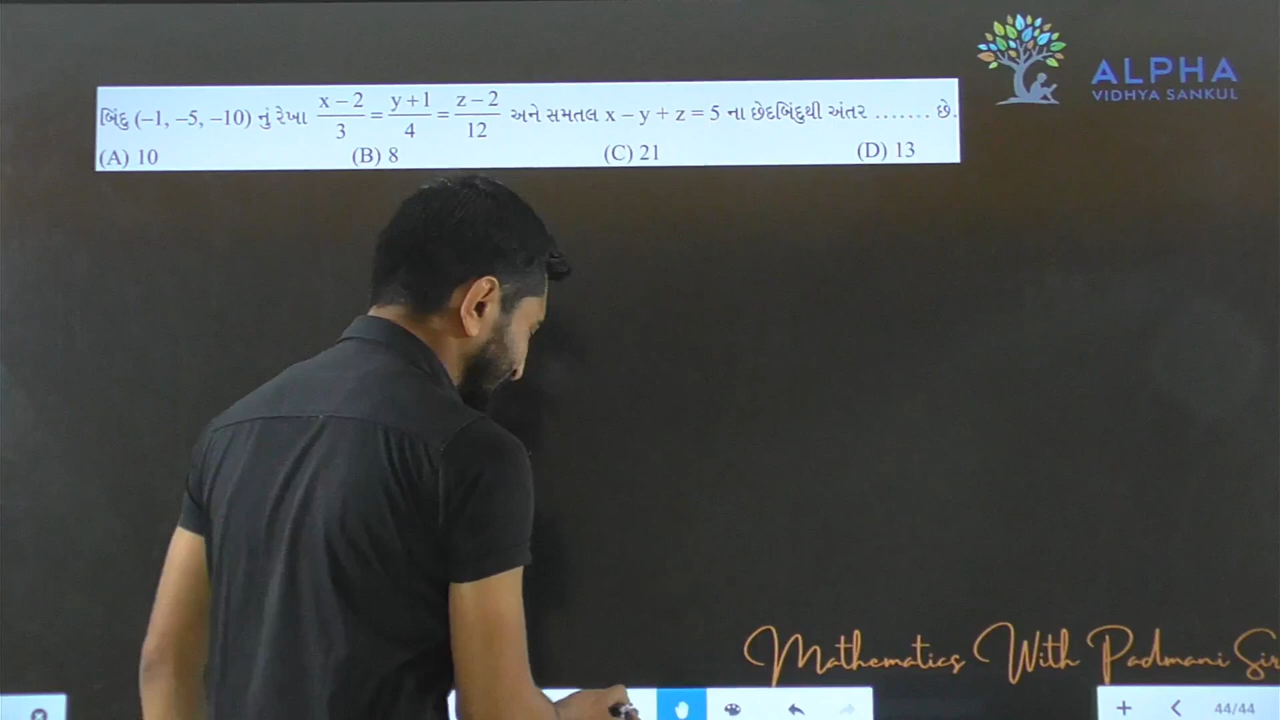 ALPHA
VIDHYA SANKUL
બિંદુ (–1, –5, –10) નું રેખા x – 2 / 3 = y + 1 / 4 = z – 2 / 12 અને સમતલ x – y + z = 5 ના છેદબિંદુથી અંતર ....... છે.
(A) 10 (B) 8 (C) 21 (D) 13
Mathematics With Padmani Sir
44/44